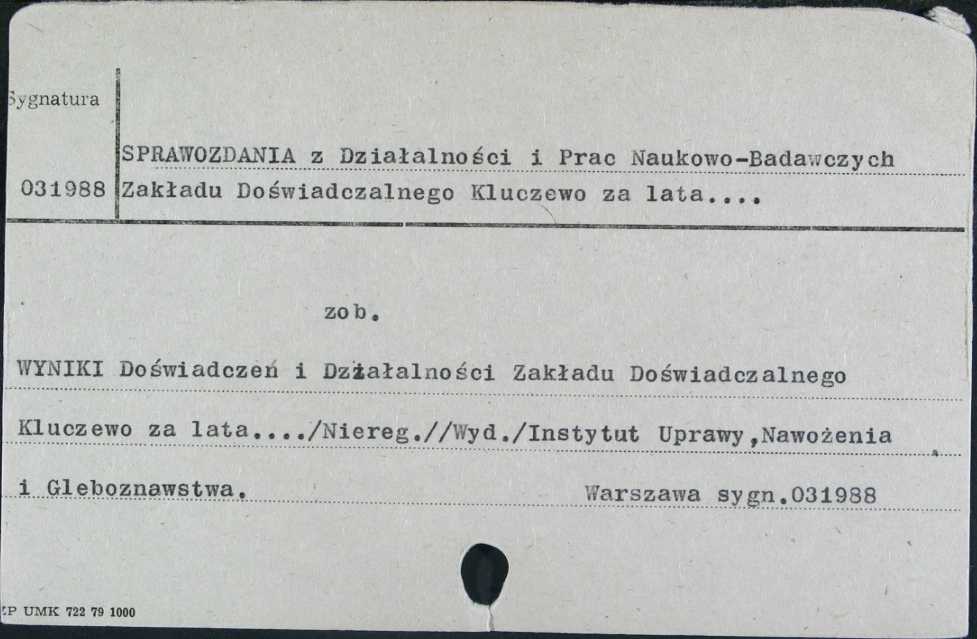 Sygnatura
SPRAWOZDANIA z Działalności i Prac Naukowo-Badawczych
031988 Zakładu Doświadczalnego Kluczewo za lata....
zob.
WYNIKI Doświadczeń i Działalności Zakładu Doświadczalnego
Kluczewo za lata..../Niereg.//Wyd./Instytut Uprawy,Nawożenia
i Gleboznawstwa. Warszawa sygn.031988
ZP UMK 722 79 1000